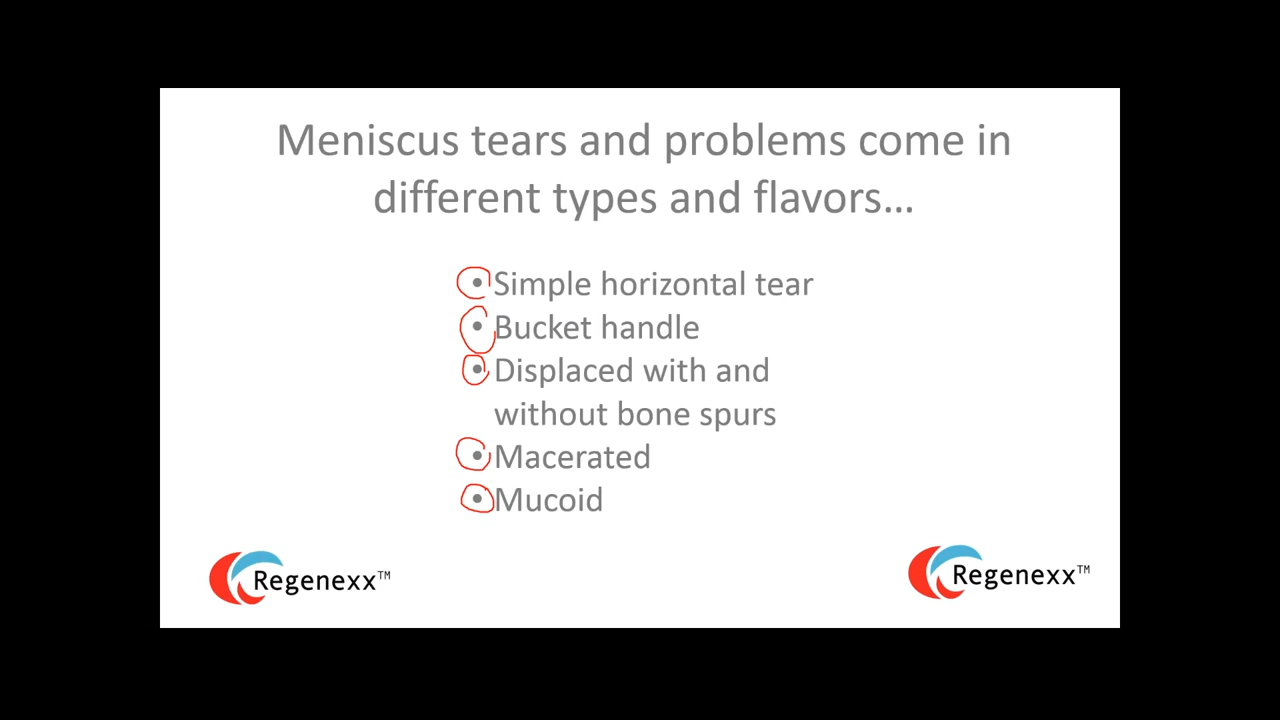 Meniscus tears and problems come in
different types and flavors…
• Simple horizontal tear
• Bucket handle
• Displaced with and
without bone spurs
• Macerated
• Mucoid
Regenexx™
Regenexx™